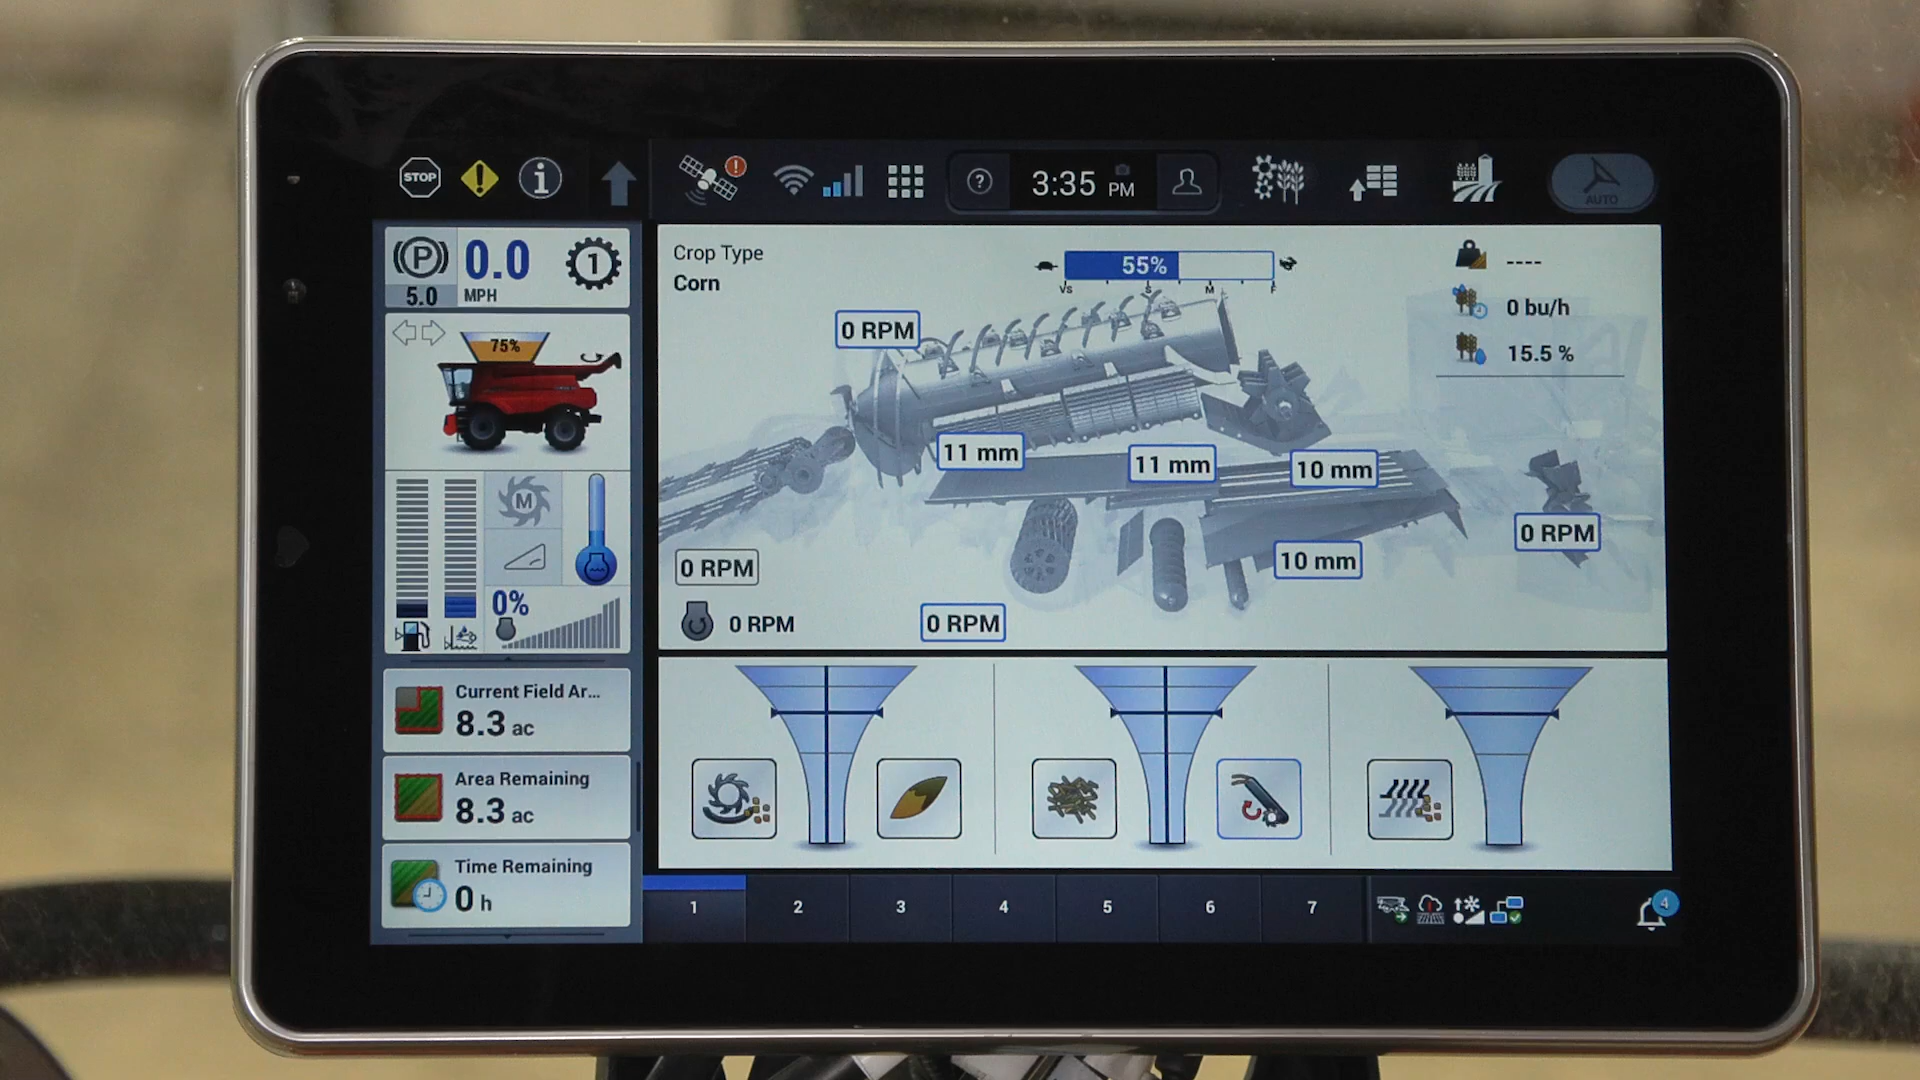 STOP
3:35 PM
AUTO
P
0.0
1
5.0
MPH
75%
M
0%
Current Field Ar...
8.3 ac
Area Remaining
8.3 ac
Time Remaining
0 h
Crop Type
Corn
55%
VS S M F
----
0 bu/h
15.5 %
0 RPM
11 mm
11 mm
10 mm
0 RPM
10 mm
0 RPM
0 RPM
0 RPM
1 2 3 4 5 6 7
4